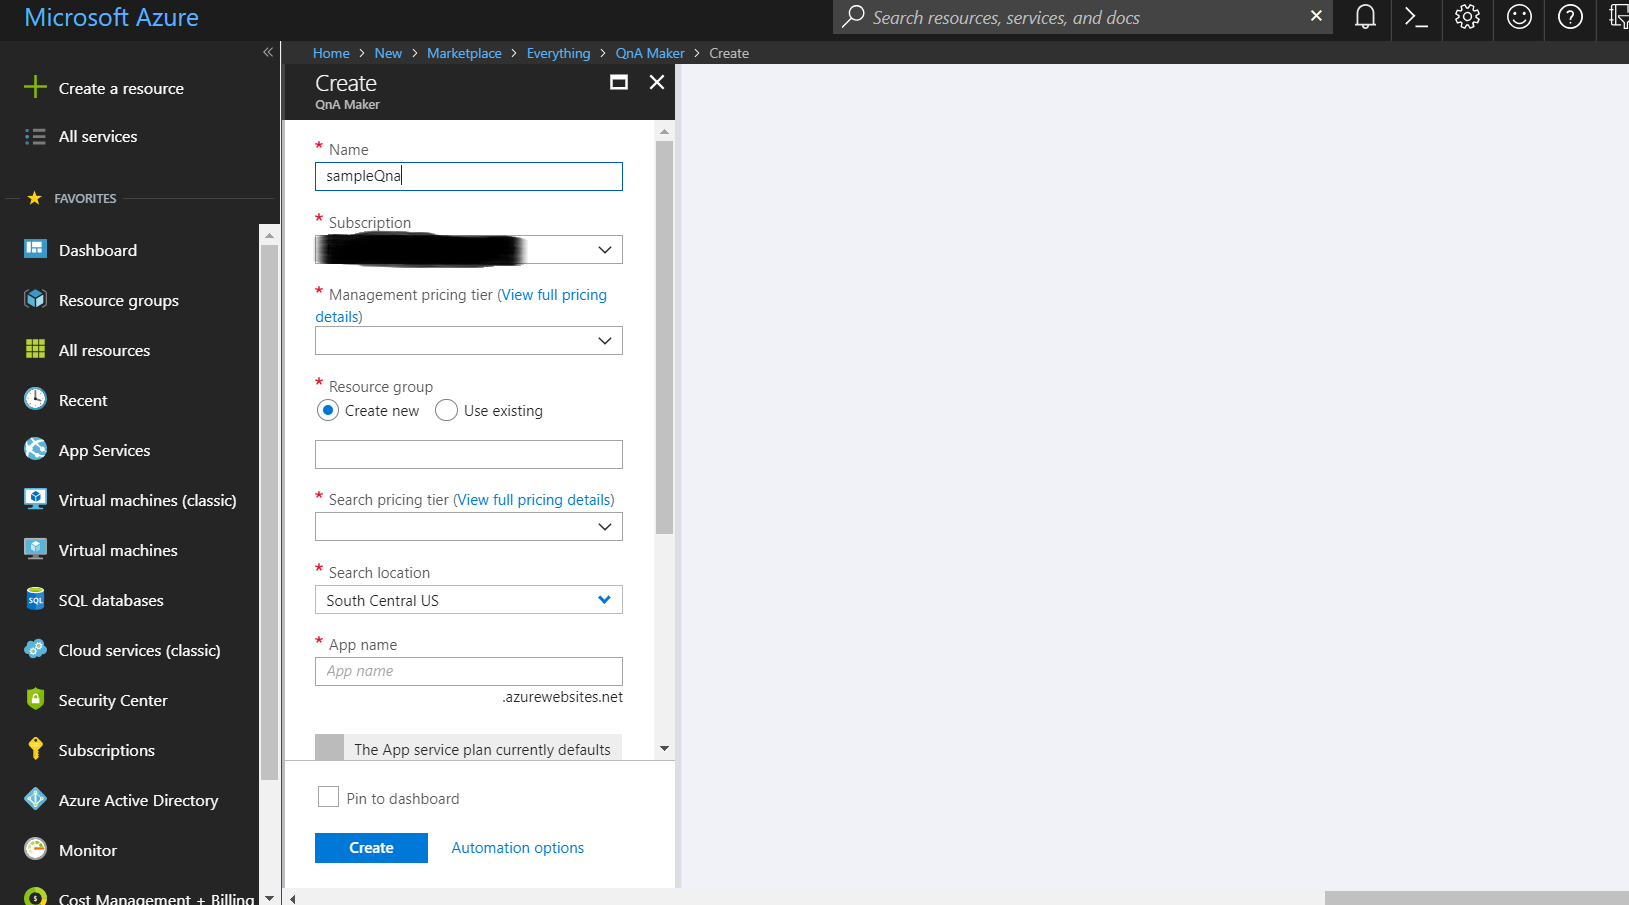 Microsoft Azure
Search resources, services, and docs
Home > New > Marketplace > Everything > QnA Maker > Create
Create a resource
All services
FAVORITES
Dashboard
Resource groups
All resources
Recent
App Services
Virtual machines (classic)
Virtual machines
SQL databases
Cloud services (classic)
Security Center
Subscriptions
Azure Active Directory
Monitor
Cost Management + Billing
Create
QnA Maker
* Name
sampleQna
* Subscription
* Management pricing tier (View full pricing
details)
* Resource group
Create new Use existing
* Search pricing tier (View full pricing details)
* Search location
South Central US
* App name
App name
.azurewebsites.net
The App service plan currently defaults
Pin to dashboard
Create Automation options